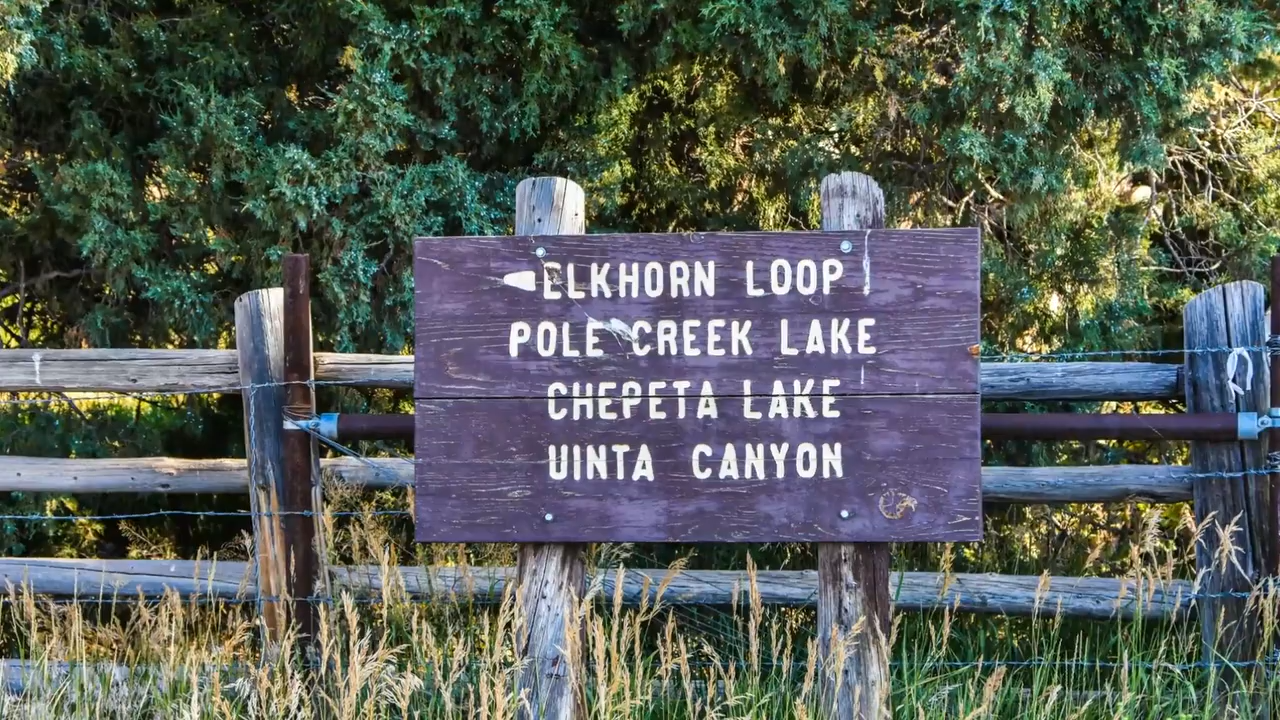 ELKHORN LOOP
POLE CREEK LAKE
CHEPETA LAKE
UINTA CANYON